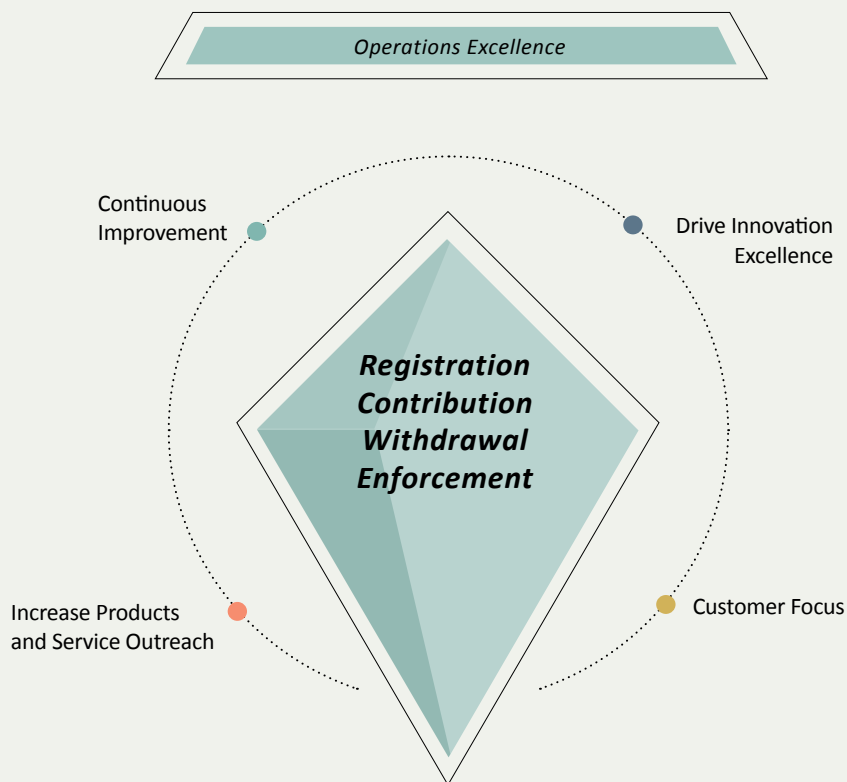 Operations Excellence
Continuous
Improvement
Drive Innovation
Excellence
Registration
Contribution
Withdrawal
Enforcement
Increase Products
and Service Outreach
Customer Focus